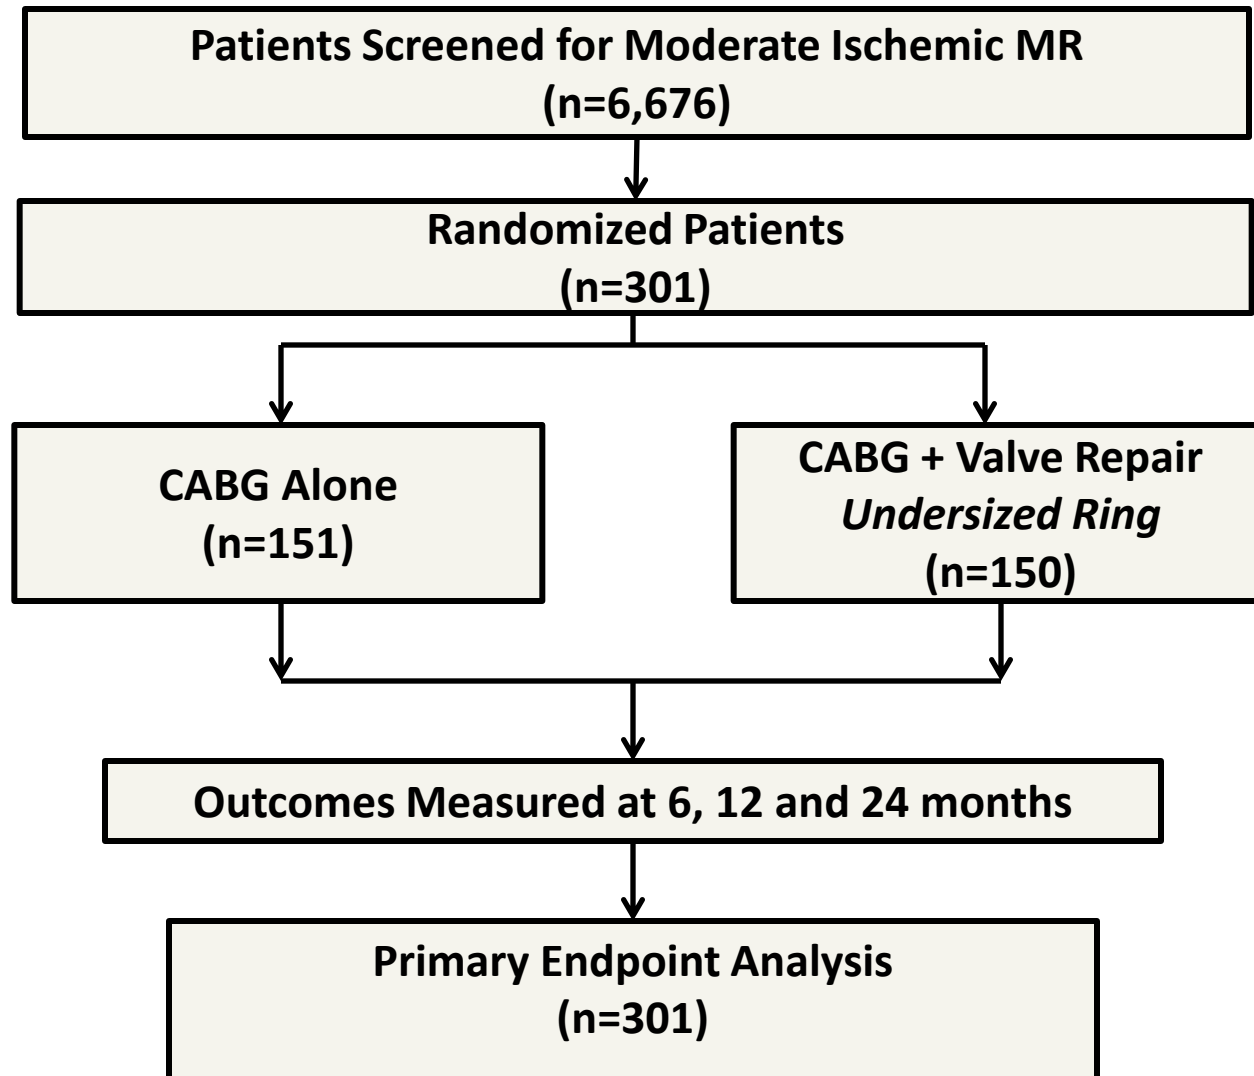 Patients Screened for Moderate Ischemic MR
(n=6,676)
Randomized Patients
(n=301)
CABG Alone
(n=151)
CABG + Valve Repair
Undersized Ring
(n=150)
Outcomes Measured at 6, 12 and 24 months
Primary Endpoint Analysis
(n=301)